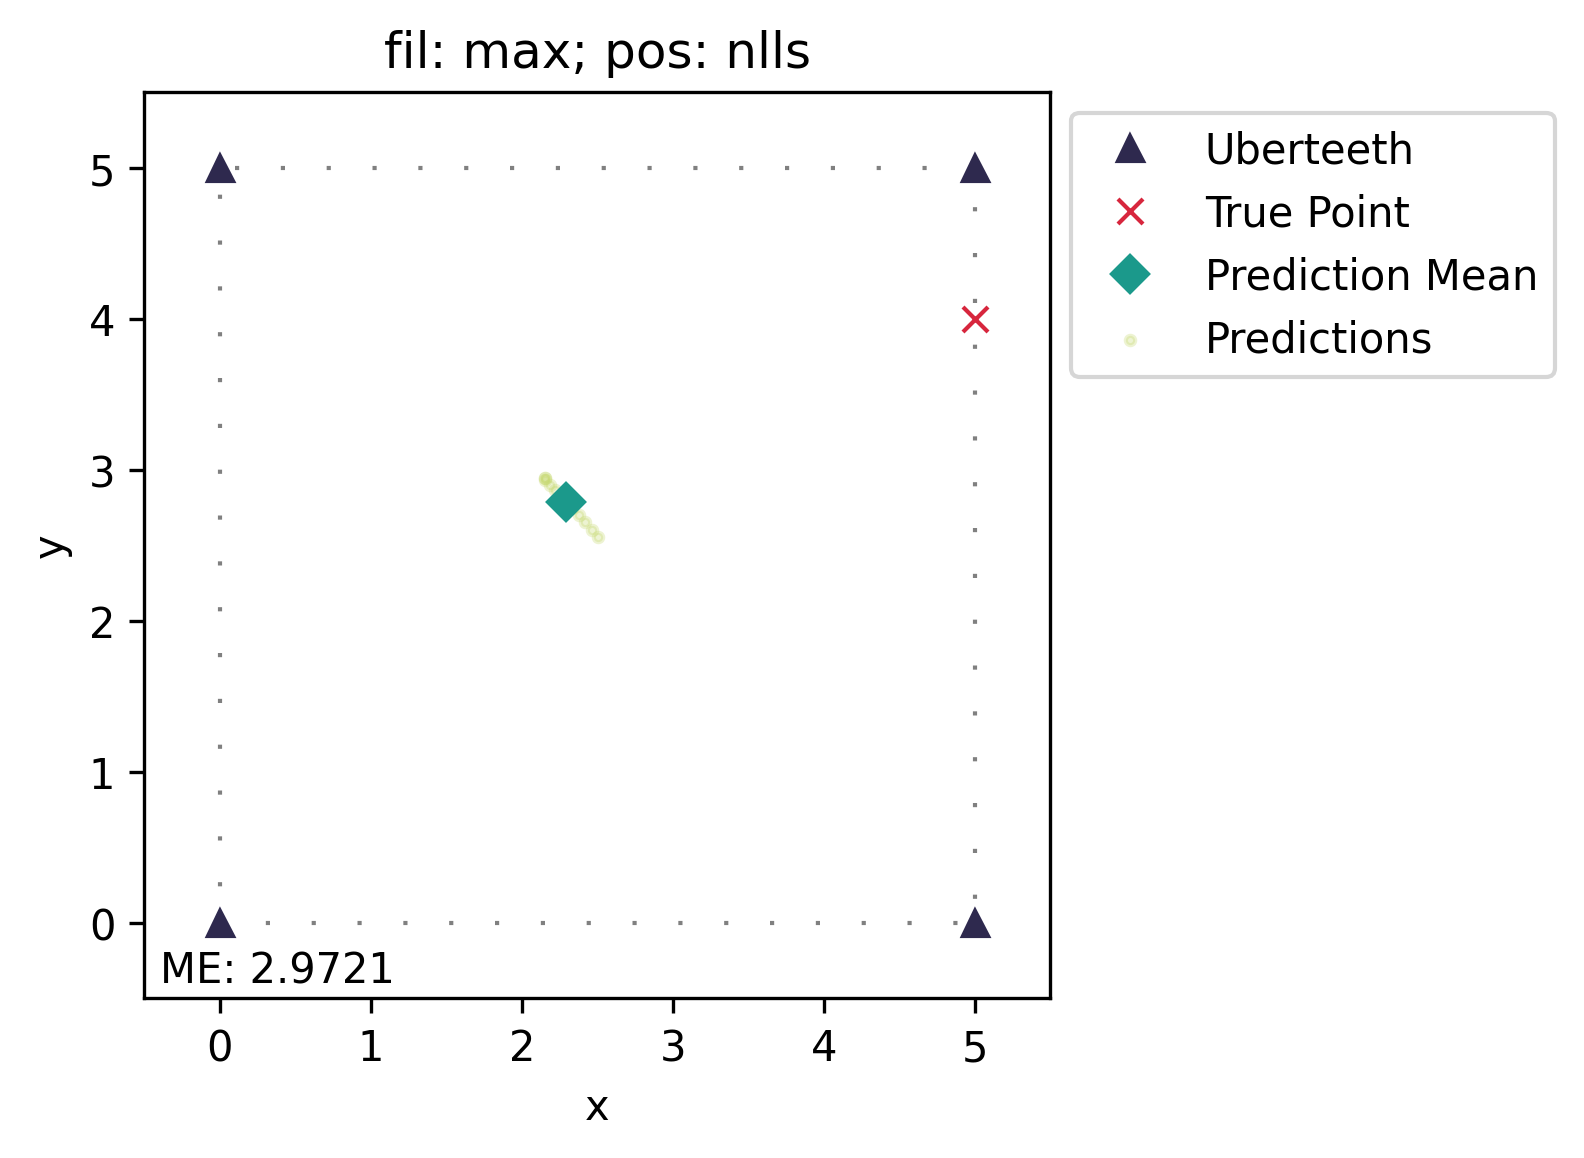 fil: max; pos: nlls
Uberteeth
True Point
Prediction Mean
Predictions
5
4
3
2
1
0
y
ME: 2.9721
0 1 2 3 4 5
x